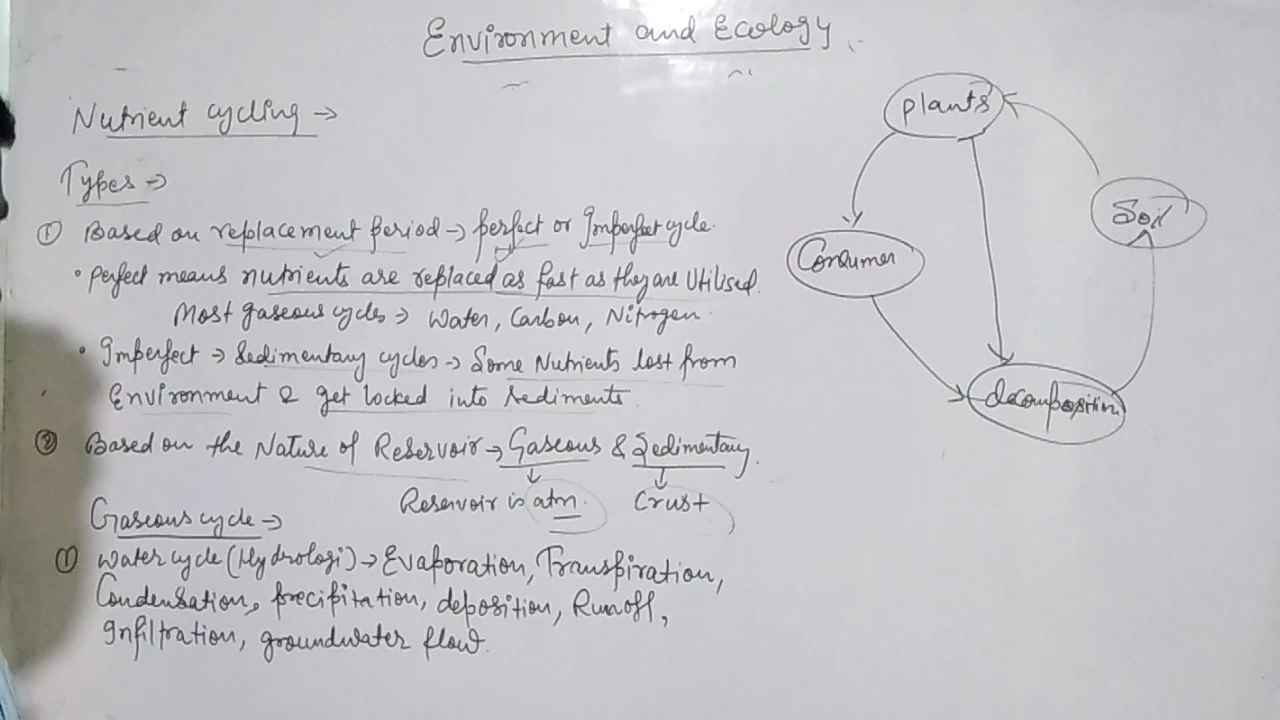 Environment and Ecology
Nutrient cycling →
Types →
① Based on replacement period → perfect or Imperfect cycle.
• perfect means nutrients are replaced as fast as they are Utilised.
Most gaseous cycles → Water, Carbon, Nitrogen.
• Imperfect → Sedimentary cycles → Some Nutrients lost from
Environment & get locked into sediments.
② Based on the Nature of Reservoir → Gaseous & Sedimentary.
↓ ↓
Reservoir is atm. Crust
Gaseous cycle →
① Water cycle (Hydrologi) → Evaporation, Transpiration,
Condensation, precipitation, deposition, Runoff,
Infiltration, groundwater flow.
plants
Soil
Consumer
decomposition